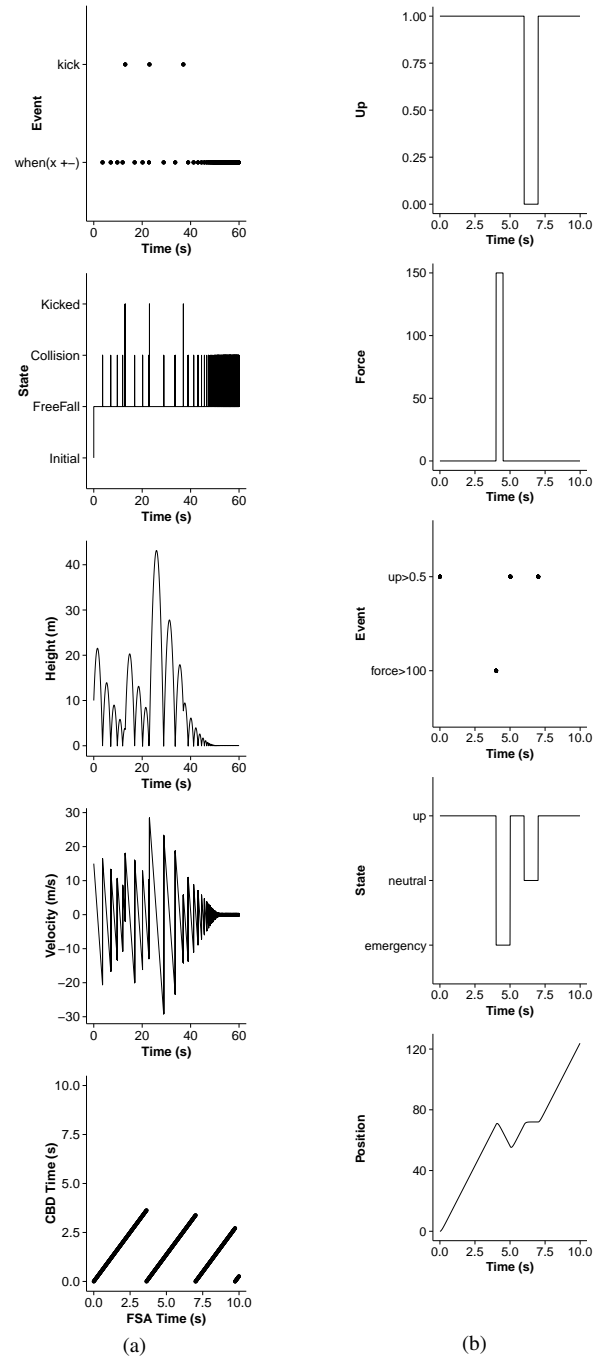 kick
when(x +−)
Event
0 20 40 60
Time (s)
Kicked
Collision
FreeFall
Initial
State
0 20 40 60
Time (s)
40
30
20
10
0
Height (m)
0 20 40 60
Time (s)
30
20
10
0
−10
−20
−30
Velocity (m/s)
0 20 40 60
Time (s)
10.0
7.5
5.0
2.5
0.0
CBD Time (s)
0.0 2.5 5.0 7.5 10.0
FSA Time (s)
(a)
1.00
0.75
0.50
0.25
0.00
Up
0.0 2.5 5.0 7.5 10.0
Time (s)
150
100
50
0
Force
0.0 2.5 5.0 7.5 10.0
Time (s)
up>0.5
force>100
Event
0.0 2.5 5.0 7.5 10.0
Time (s)
up
neutral
emergency
State
0.0 2.5 5.0 7.5 10.0
Time (s)
120
80
40
0
Position
0.0 2.5 5.0 7.5 10.0
Time (s)
(b)